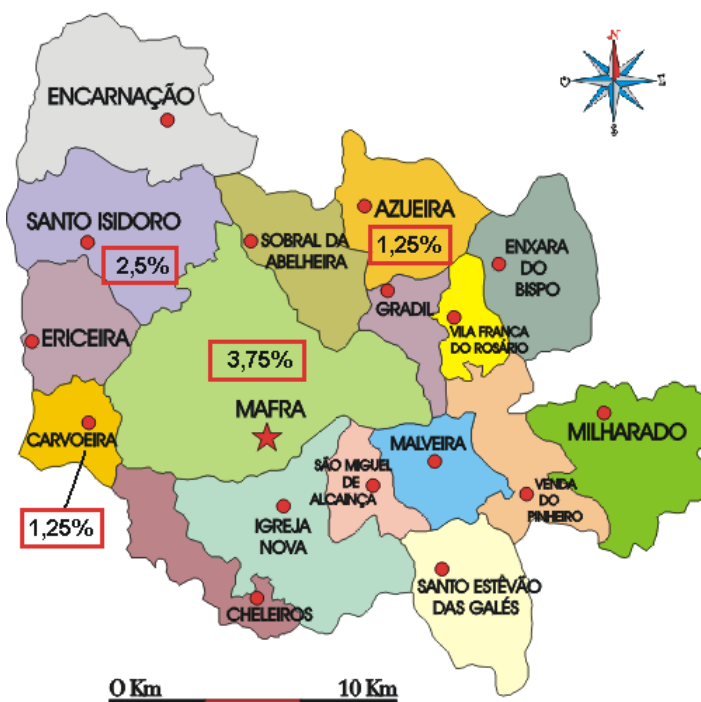 N
O
E
S
ENCARNAÇÃO
SANTO ISIDORO
2,5%
SOBRAL DA
ABELHEIRA
AZUEIRA
1,25%
ENXARA
DO
BISPO
GRADIL
VILA FRANCA
DO ROSÁRIO
ERICEIRA
3,75%
MAFRA
CARVOEIRA
1,25%
MALVEIRA
MILHARADO
SÃO MIGUEL
DE
ALCAINÇA
VENDA
DO
PINHEIRO
IGREJA
NOVA
SANTO ESTÊVÃO
DAS GALÉS
CHELEIROS
0 Km
10 Km